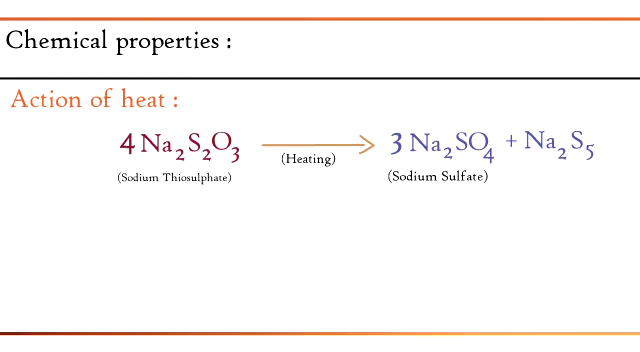 Chemical properties :
Action of heat :
4 Na₂S₂O₃ ⟶ 3 Na₂SO₄ + Na₂S₅
(Heating)
(Sodium Thiosulphate) (Sodium Sulfate)